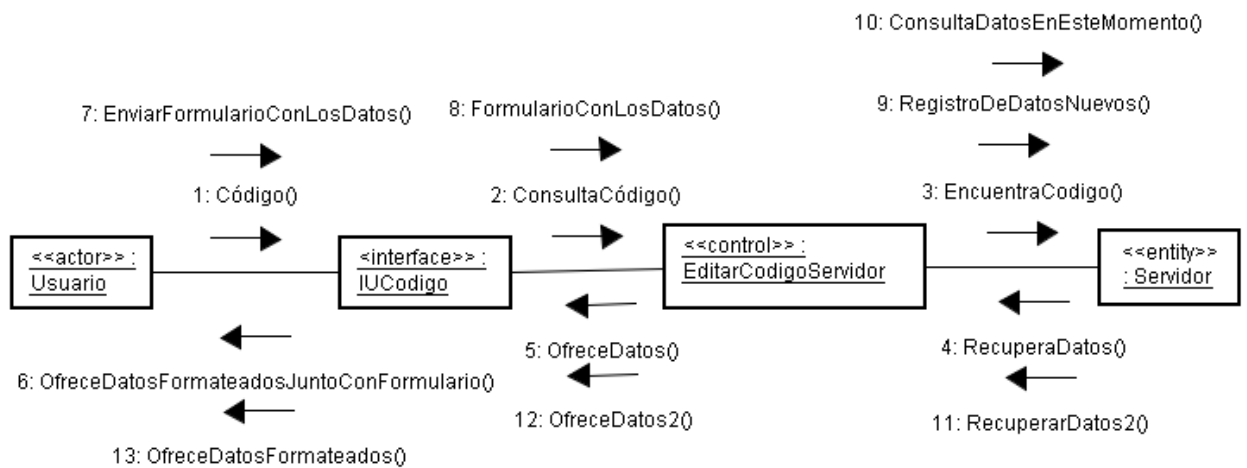 10: ConsultaDatosEnEsteMomento()
7: EnviarFormularioConLosDatos()
8: FormularioConLosDatos()
9: RegistroDeDatosNuevos()
1: Código()
2: ConsultaCódigo()
3: EncuentraCodigo()
<<actor>> :
Usuario
<interface>> :
IUCodigo
<<control>> :
EditarCodigoServidor
<<entity>>
: Servidor
5: OfreceDatos()
4: RecuperaDatos()
6: OfreceDatosFormateadosJuntoConFormulario()
12: OfreceDatos2()
11: RecuperarDatos2()
13: OfreceDatosFormateados()